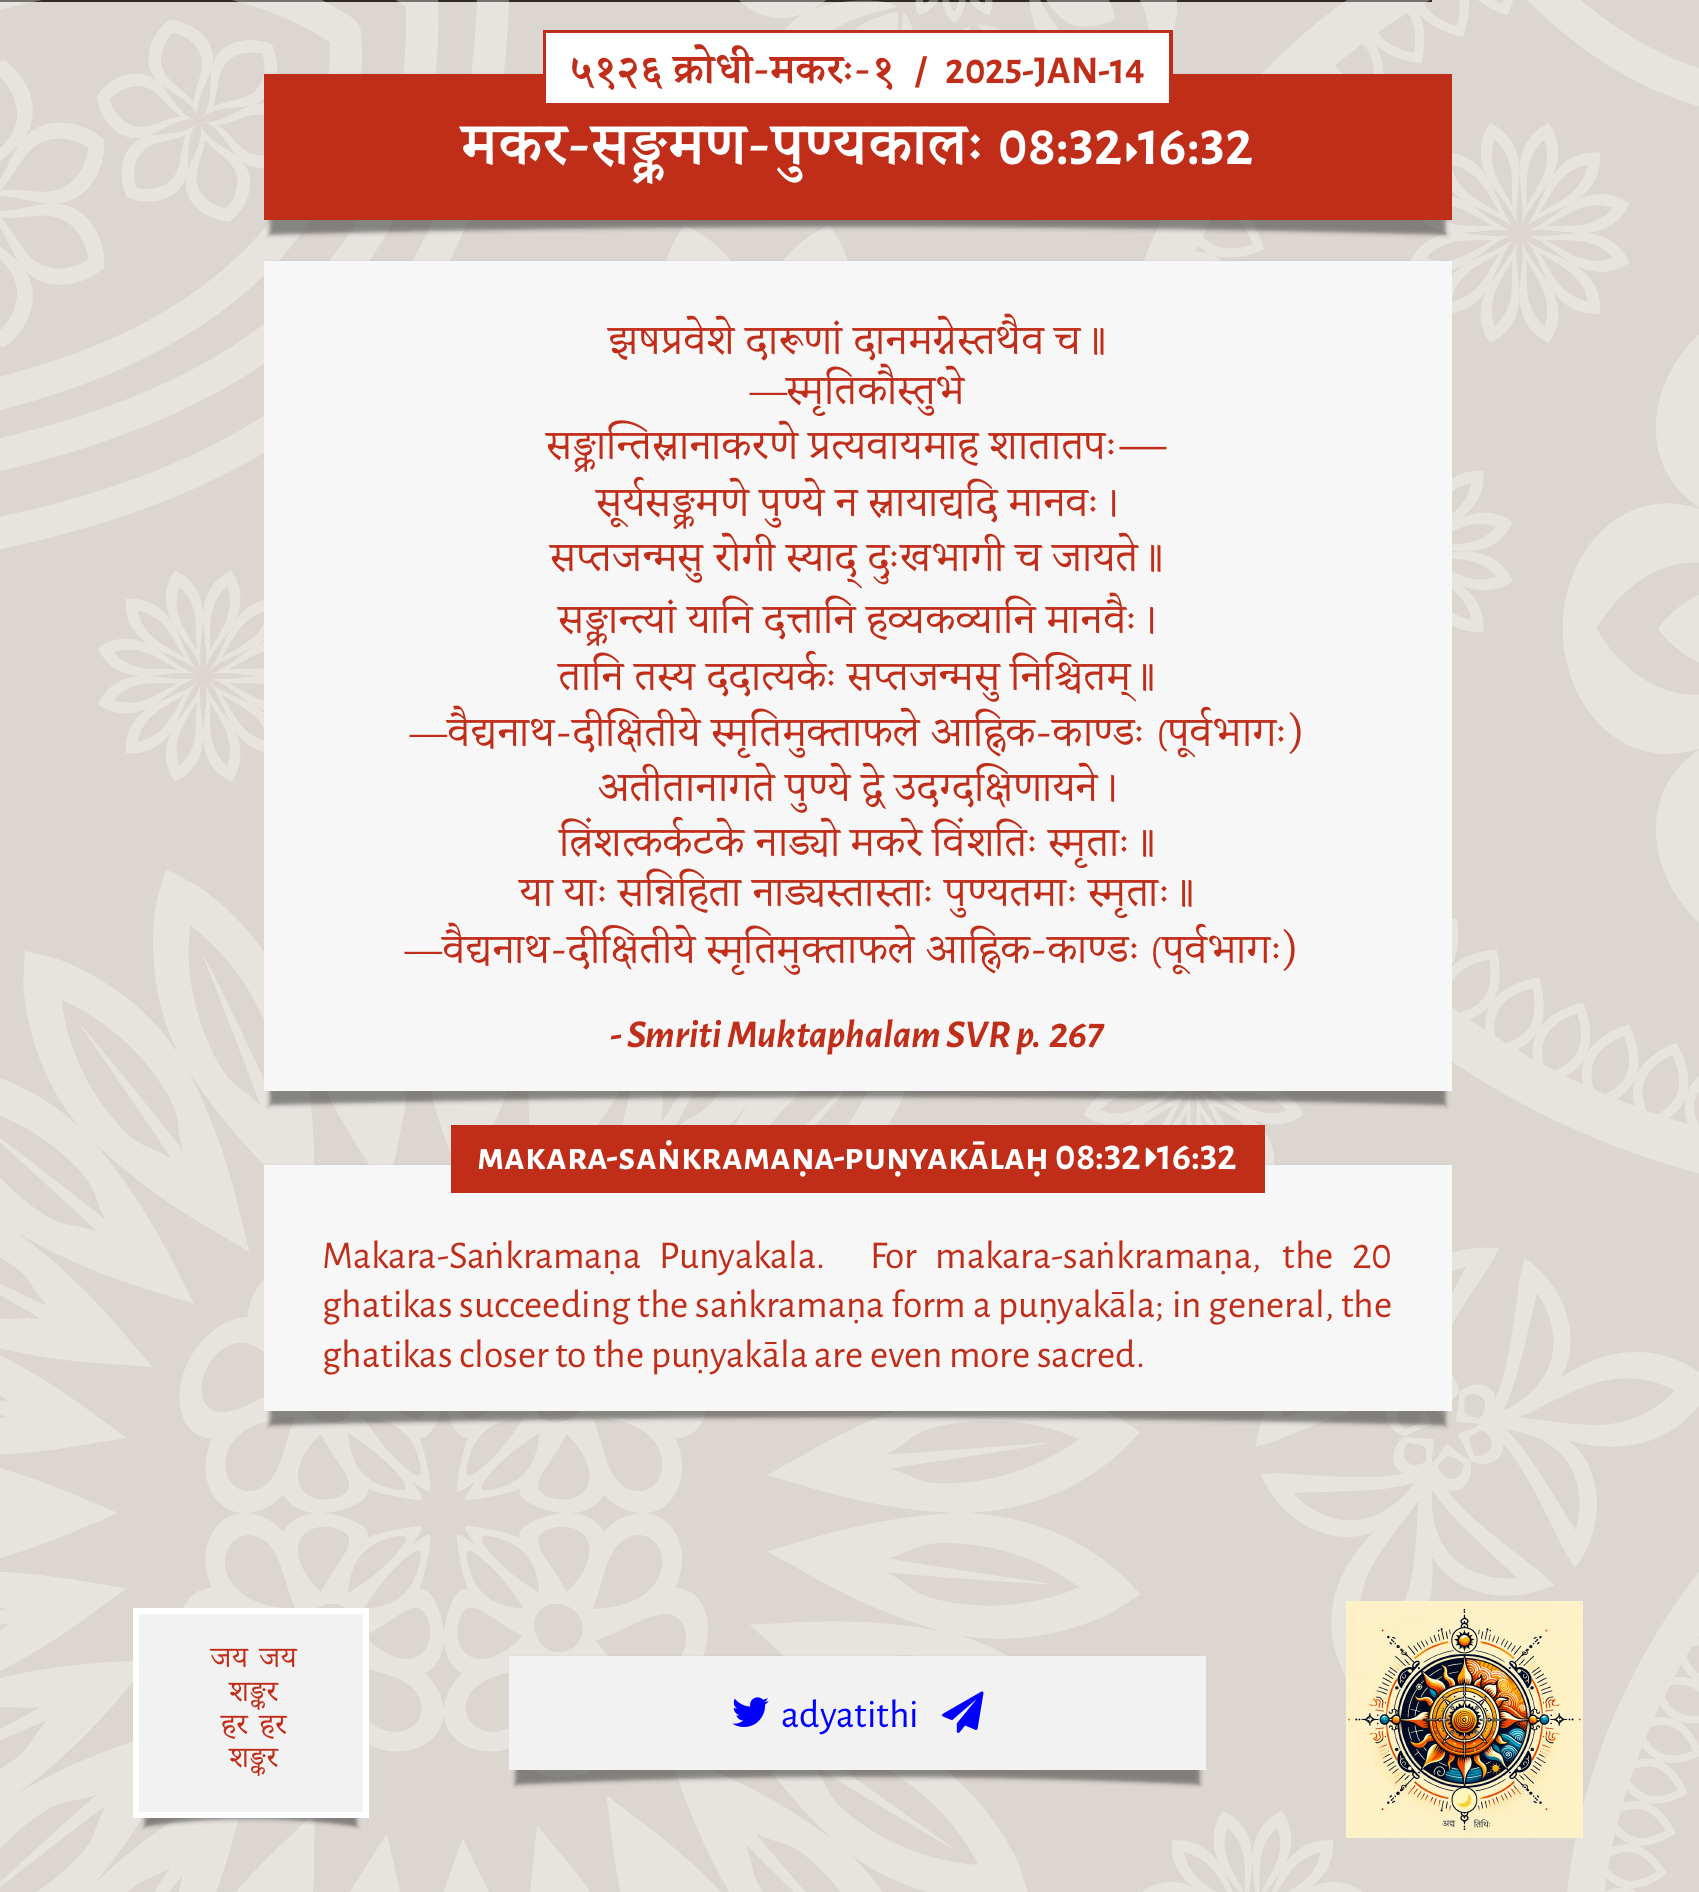 ५१२६ क्रोधी-मकरः-१ / 2025-JAN-14
मकर-सङ्क्रमण-पुण्यकालः 08:32▸16:32
झषप्रवेशे दारूणां दानमग्नेस्तथैव च॥
—स्मृतिकौस्तुभे
सङ्क्रान्तिस्नानाकरणे प्रत्यवायमाह शातातपः—
सूर्यसङ्क्रमणे पुण्ये न स्नायाद्यदि मानवः।
सप्तजन्मसु रोगी स्याद् दुःखभागी च जायते॥
सङ्क्रान्त्यां यानि दत्तानि हव्यकव्यानि मानवैः।
तानि तस्य ददात्यर्कः सप्तजन्मसु निश्चितम्॥
—वैद्यनाथ-दीक्षितीये स्मृतिमुक्ताफले आह्निक-काण्डः (पूर्वभागः)
अतीतानागते पुण्ये द्वे उदग्दक्षिणायने।
त्रिंशत्कर्कटके नाड्यो मकरे विंशतिः स्मृताः॥
या याः सन्निहिता नाड्यस्तास्ताः पुण्यतमाः स्मृताः॥
—वैद्यनाथ-दीक्षितीये स्मृतिमुक्ताफले आह्निक-काण्डः (पूर्वभागः)
- Smriti Muktaphalam SVR p. 267
MAKARA-SAṄKRAMAṆA-PUṆYAKĀLAḤ 08:32▸16:32
Makara-Saṅkramaṇa Punyakala. For makara-saṅkramaṇa, the 20
ghatikas succeeding the saṅkramaṇa form a puṇyakāla; in general, the
ghatikas closer to the puṇyakāla are even more sacred.
जय जय
शङ्कर
हर हर
शङ्कर
adyatithi
अद्य तिथिः